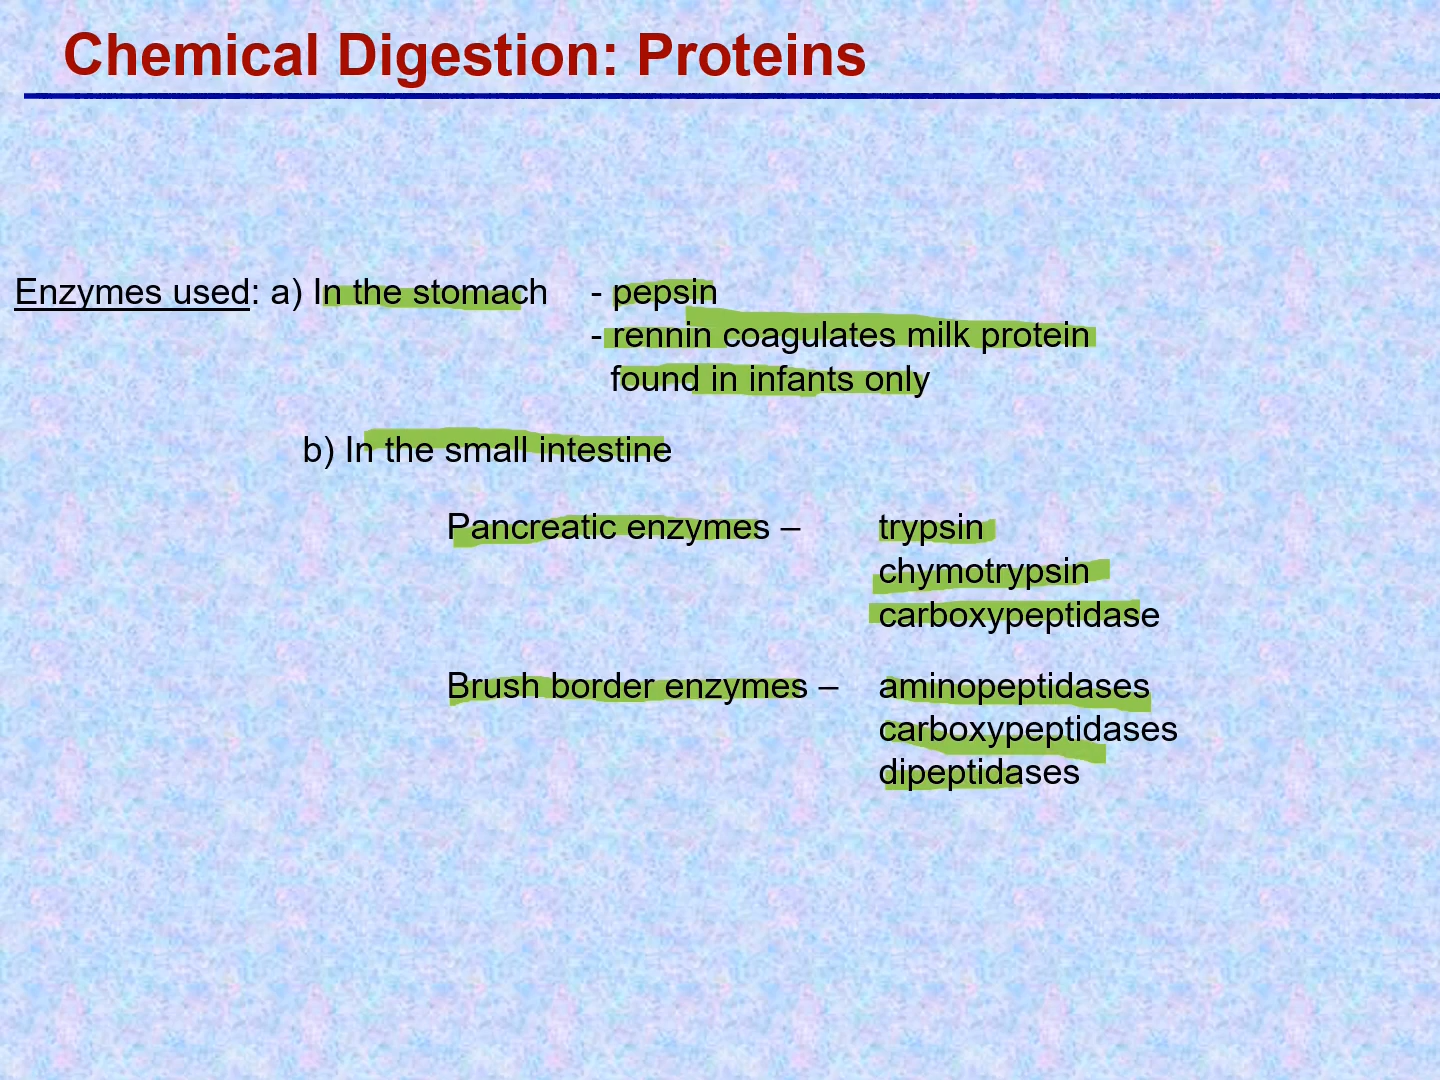 Chemical Digestion: Proteins
Enzymes used: a) In the stomach - pepsin
- rennin coagulates milk protein
found in infants only
b) In the small intestine
Pancreatic enzymes – trypsin
chymotrypsin
carboxypeptidase
Brush border enzymes – aminopeptidases
carboxypeptidases
dipeptidases